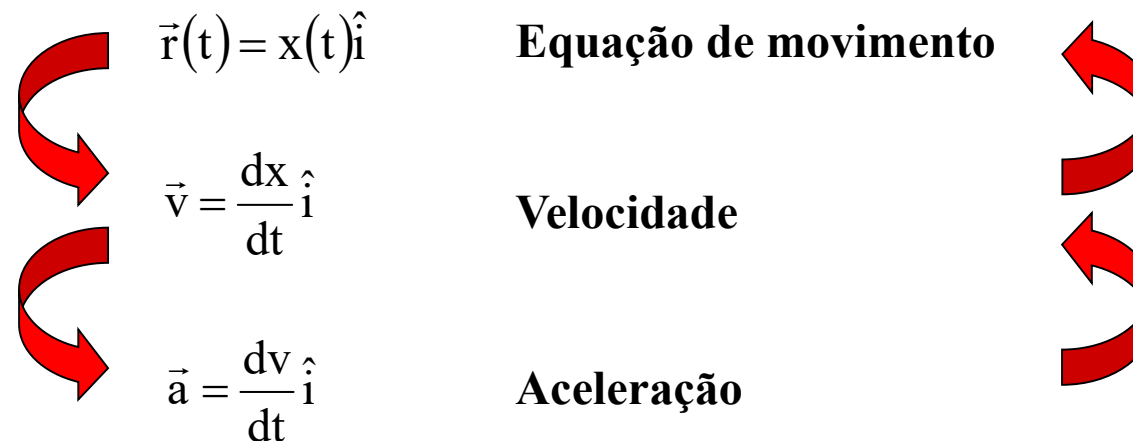 r⃗(t) = x(t)î Equação de movimento
v⃗ = dx/dt î Velocidade
a⃗ = dv/dt î Aceleração